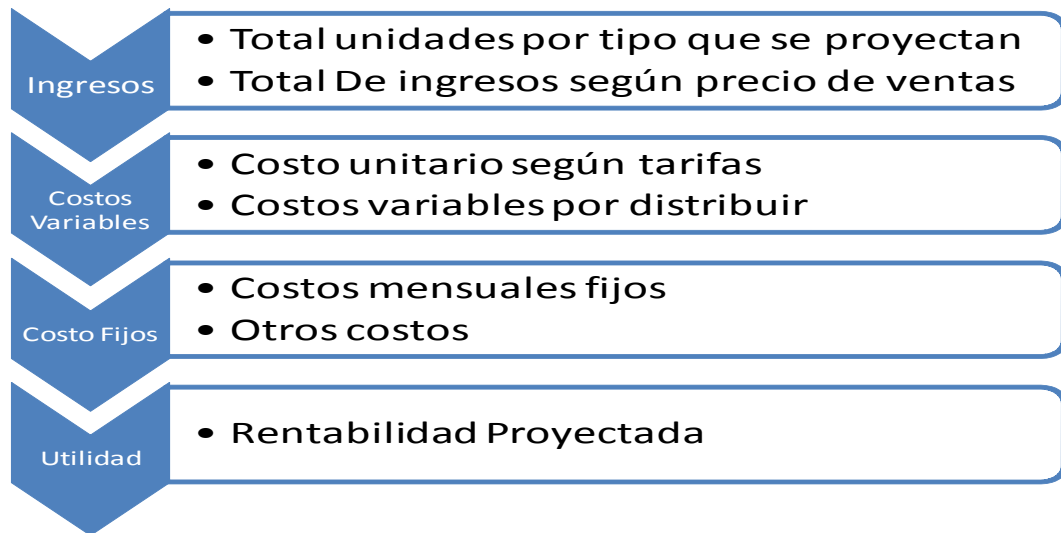 Ingresos
• Total unidades por tipo que se proyectan
• Total De ingresos según precio de ventas
Costos
Variables
• Costo unitario según tarifas
• Costos variables por distribuir
Costo Fijos
• Costos mensuales fijos
• Otros costos
Utilidad
• Rentabilidad Proyectada